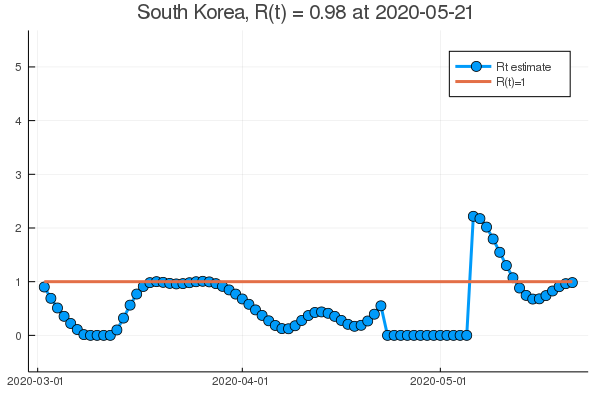 South Korea, R(t) = 0.98 at 2020-05-21
5
Rt estimate
R(t)=1
4
3
2
1
0
2020-03-01 2020-04-01 2020-05-01